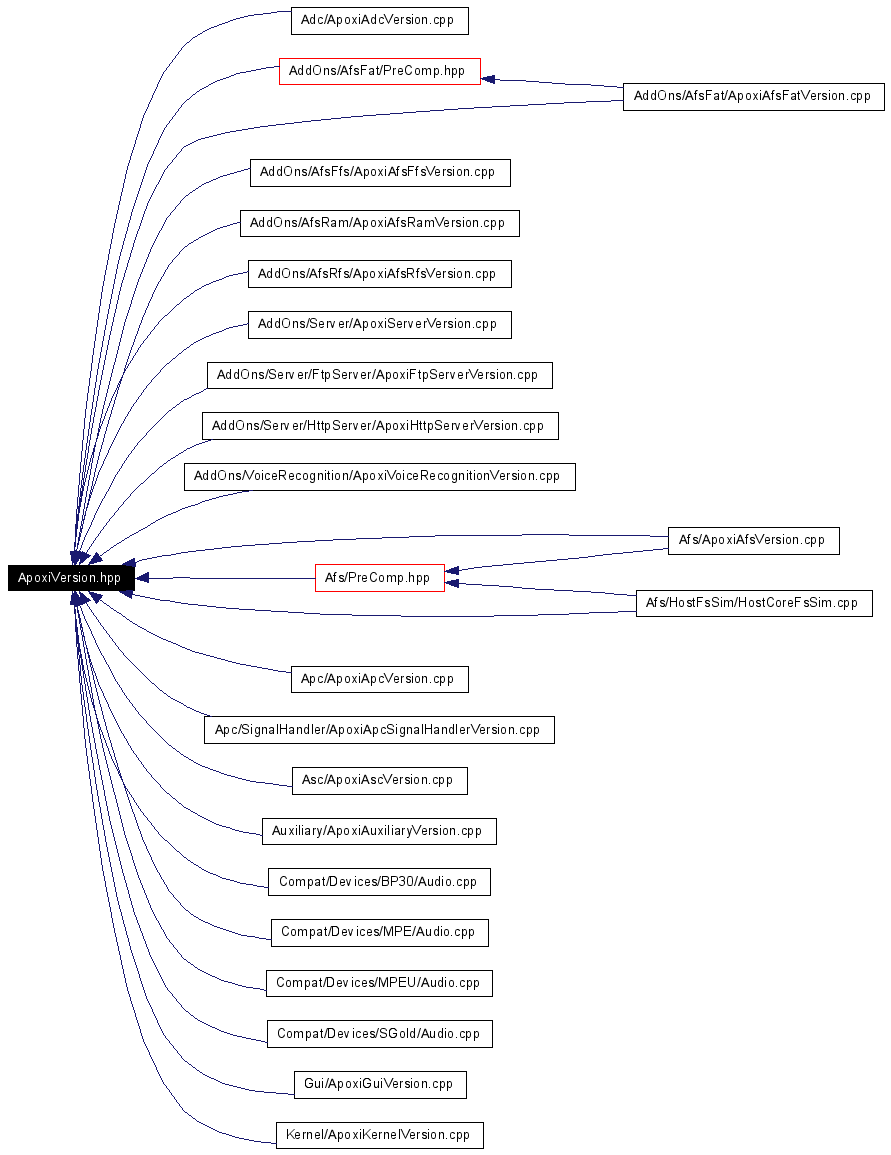 Adc/ApoxiAdcVersion.cpp
AddOns/AfsFat/PreComp.hpp
AddOns/AfsFat/ApoxiAfsFatVersion.cpp
AddOns/AfsFfs/ApoxiAfsFfsVersion.cpp
AddOns/AfsRam/ApoxiAfsRamVersion.cpp
AddOns/AfsRfs/ApoxiAfsRfsVersion.cpp
AddOns/Server/ApoxiServerVersion.cpp
AddOns/Server/FtpServer/ApoxiFtpServerVersion.cpp
AddOns/Server/HttpServer/ApoxiHttpServerVersion.cpp
AddOns/VoiceRecognition/ApoxiVoiceRecognitionVersion.cpp
Afs/ApoxiAfsVersion.cpp
ApoxiVersion.hpp
Afs/PreComp.hpp
Afs/HostFsSim/HostCoreFsSim.cpp
Apc/ApoxiApcVersion.cpp
Apc/SignalHandler/ApoxiApcSignalHandlerVersion.cpp
Asc/ApoxiAscVersion.cpp
Auxiliary/ApoxiAuxiliaryVersion.cpp
Compat/Devices/BP30/Audio.cpp
Compat/Devices/MPE/Audio.cpp
Compat/Devices/MPEU/Audio.cpp
Compat/Devices/SGold/Audio.cpp
Gui/ApoxiGuiVersion.cpp
Kernel/ApoxiKernelVersion.cpp